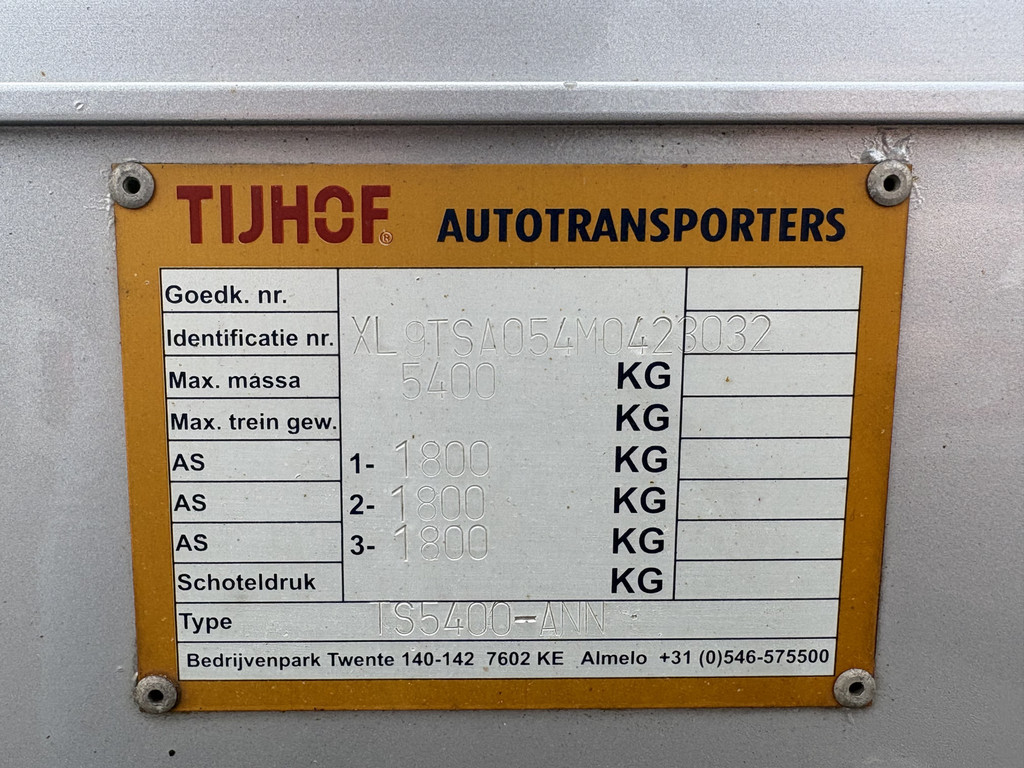 TIJHOF® AUTOTRANSPORTERS
Goedk. nr.
Identificatie nr. XL9TSA054M0423032
Max. massa 5400 KG
Max. trein gew. KG
AS 1- 1800 KG
AS 2- 1800 KG
AS 3- 1800 KG
Schoteldruk KG
Type TS5400-ANN
Bedrijvenpark Twente 140-142 7602 KE Almelo +31 (0)546-575500